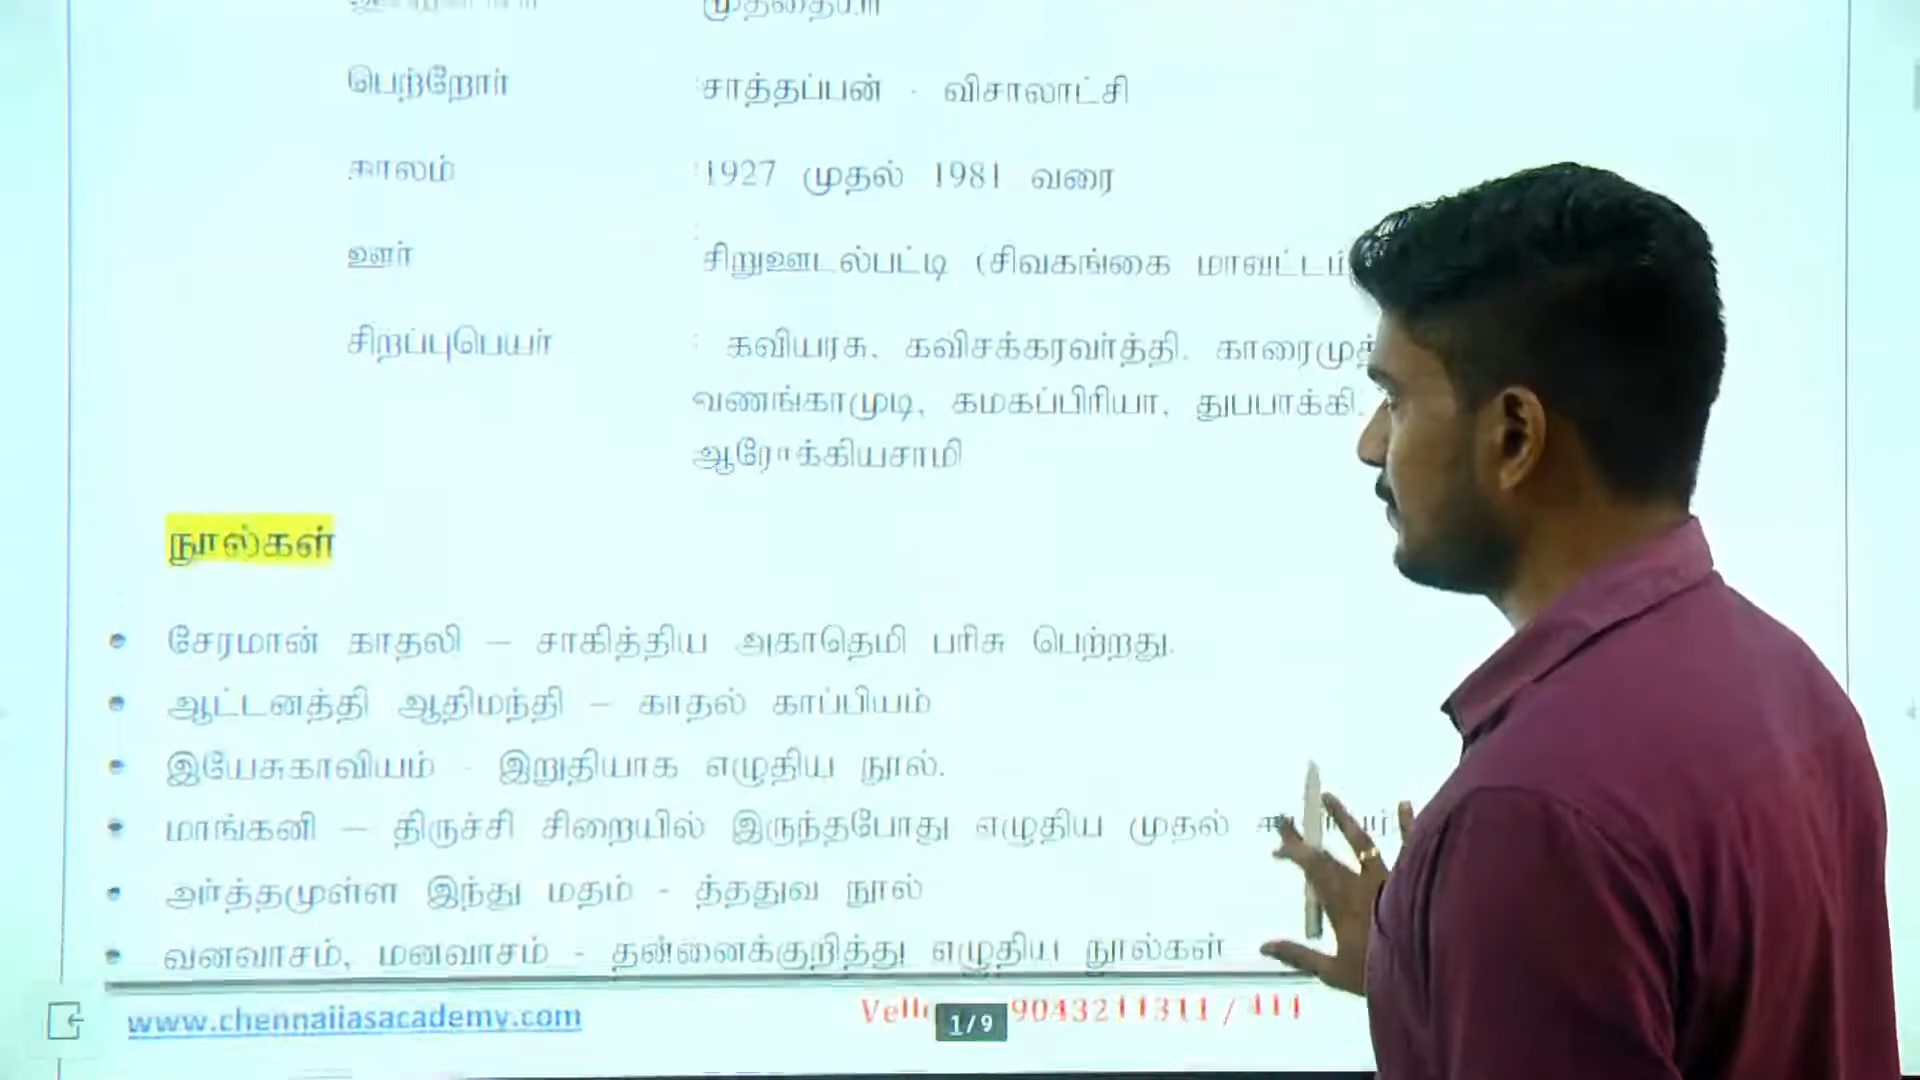 பெற்றோர் : சாத்தப்பன் - விசாலாட்சி
காலம் : 1927 முதல் 1981 வரை
ஊர் : சிறுஊடல்பட்டி (சிவகங்கை மாவட்டம்
சிறப்புபெயர் : கவியரசு, கவிசக்கரவர்த்தி, காரைமுத்
வணங்காமுடி, கமகப்பிரியா, துபபாக்கி,
ஆரோக்கியசாமி
நூல்கள்
சேரமான் காதலி – சாகித்திய அகாதெமி பரிசு பெற்றது.
ஆட்டனத்தி ஆதிமந்தி – காதல் காப்பியம்
இயேசுகாவியம் - இறுதியாக எழுதிய நூல்.
மாங்கனி – திருச்சி சிறையில் இருந்தபோது எழுதிய முதல்
அர்த்தமுள்ள இந்து மதம் - த்ததுவ நூல்
வனவாசம், மனவாசம் - தன்னைக்குறித்து எழுதிய நூல்கள்
www.chennaiiasacademy.com 1/9 9043211311 / 411